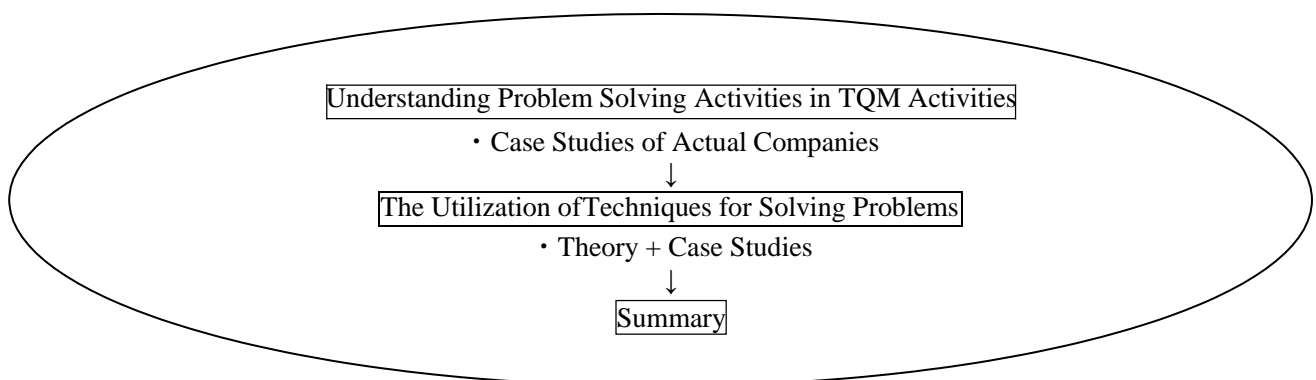 Understanding Problem Solving Activities in TQM Activities
・Case Studies of Actual Companies
↓
The Utilization ofTechniques for Solving Problems
・Theory + Case Studies
↓
Summary